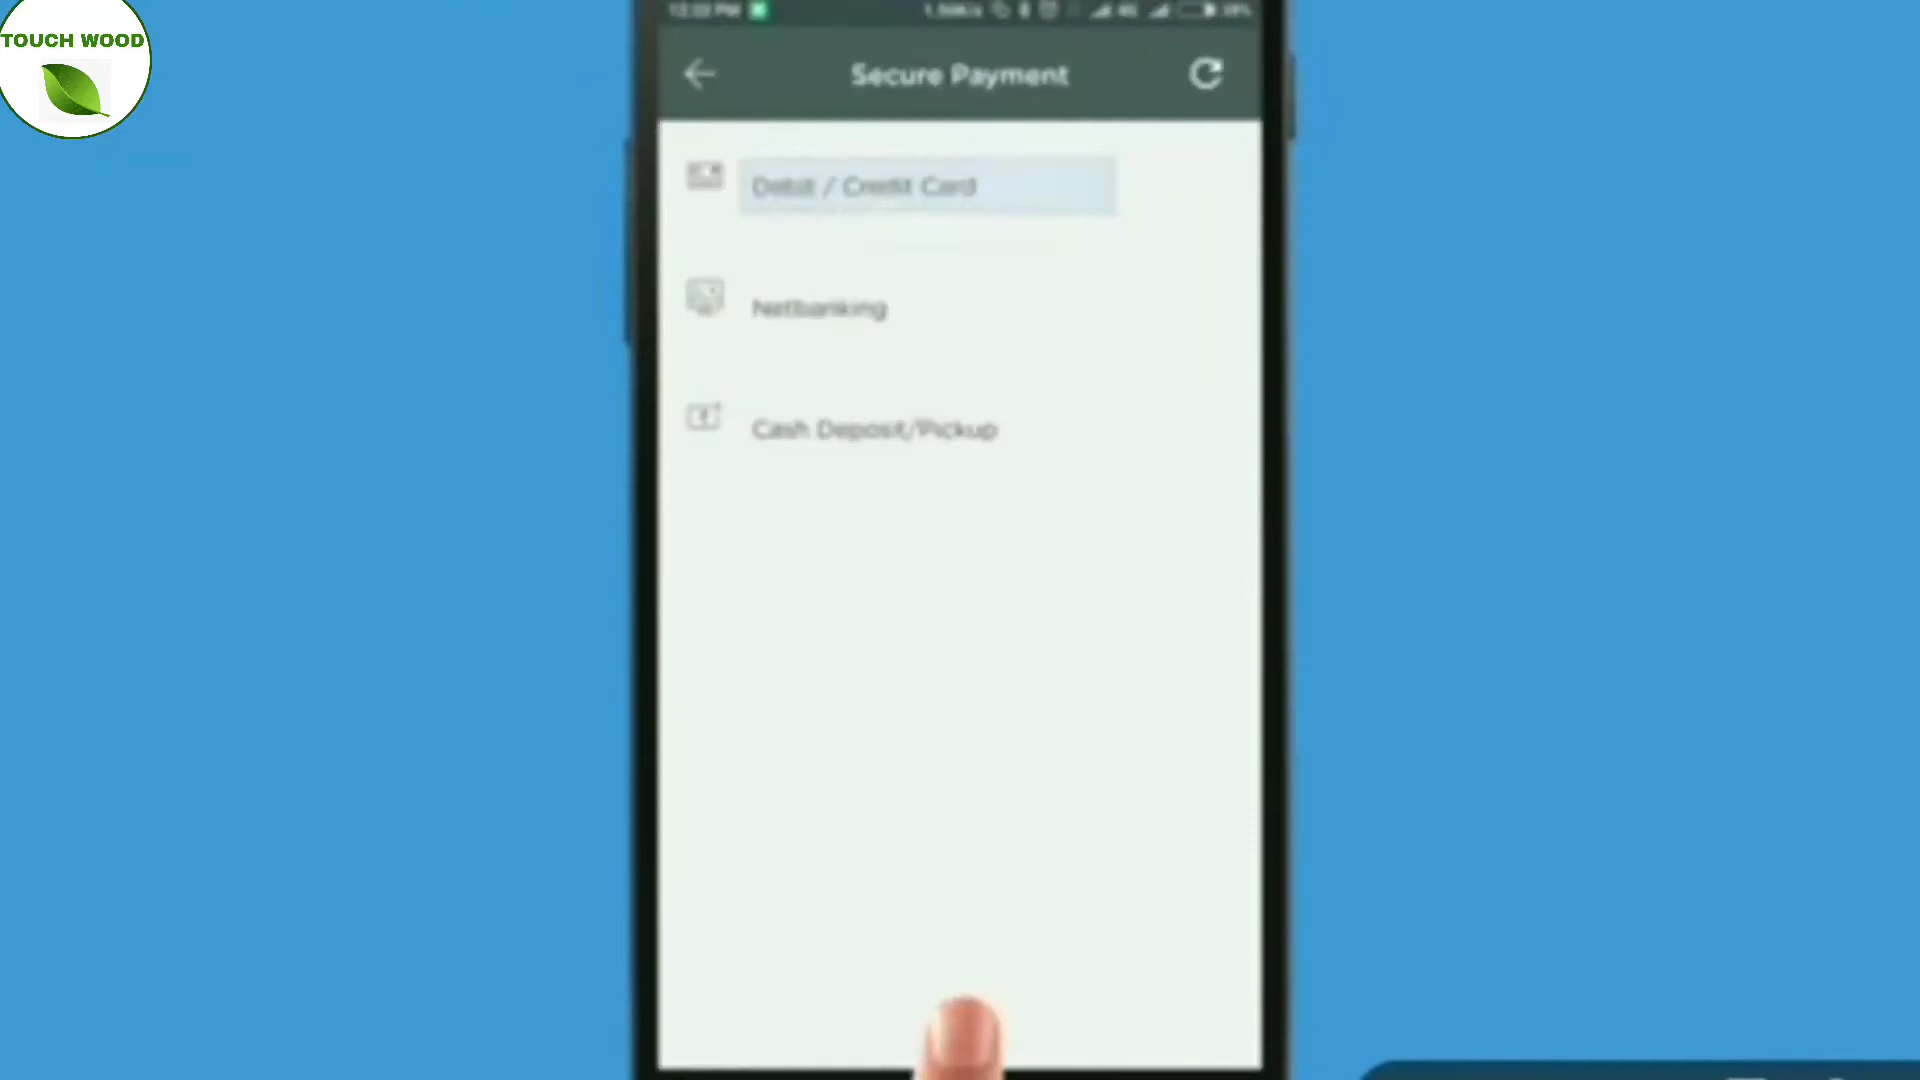 TOUCH WOOD
Secure Payment
Debit / Credit Card
Netbanking
Cash Deposit/Pickup